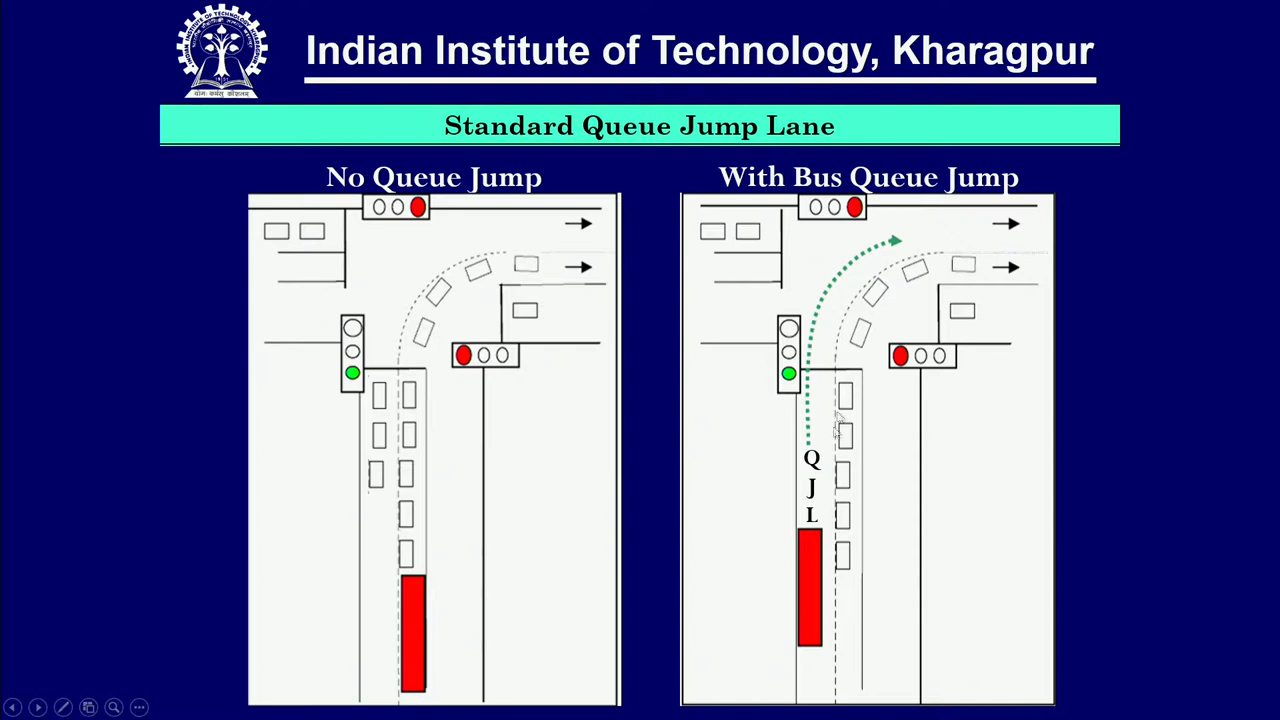 Indian Institute of Technology, Kharagpur
Standard Queue Jump Lane
No Queue Jump
With Bus Queue Jump
Q
J
L